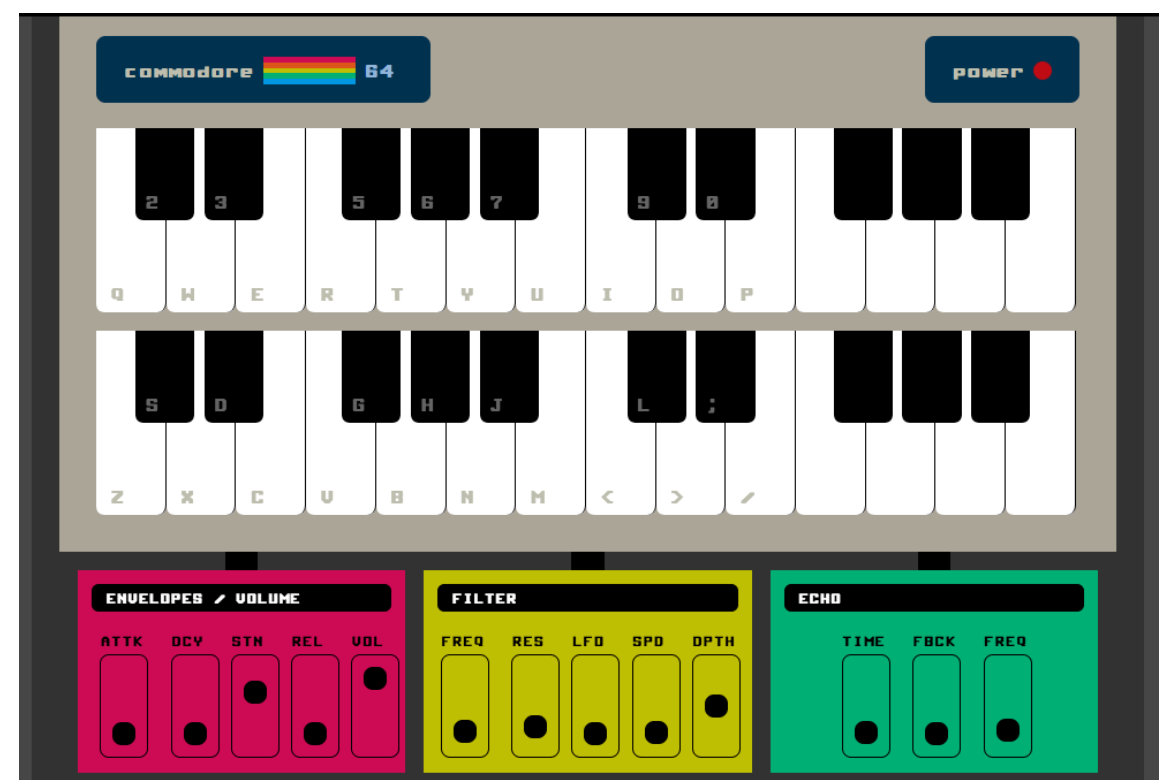 commodore 64
power
2 3 5 6 7 9 0
Q W E R T Y U I O P
S D G H J L ;
Z X C V B N M < > /
ENVELOPES / VOLUME
ATTK DCY STN REL VOL
FILTER
FREQ RES LFO SPD DPTH
ECHO
TIME FBCK FREQ